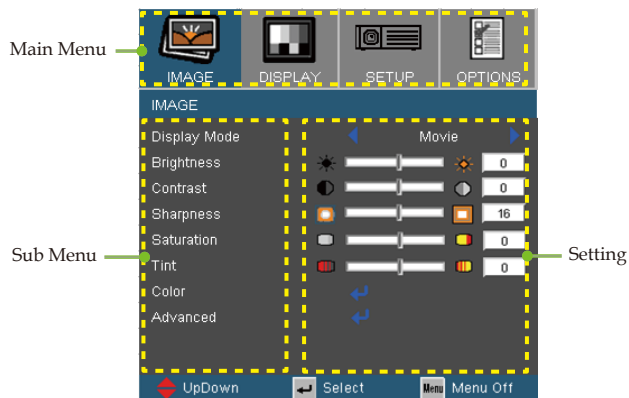 Main Menu
IMAGE DISPLAY SETUP OPTIONS
IMAGE
Display Mode Movie
Brightness 0
Contrast 0
Sharpness 16
Saturation 0
Sub Menu
Setting
Tint 0
Color
Advanced
UpDown Select Menu Menu Off